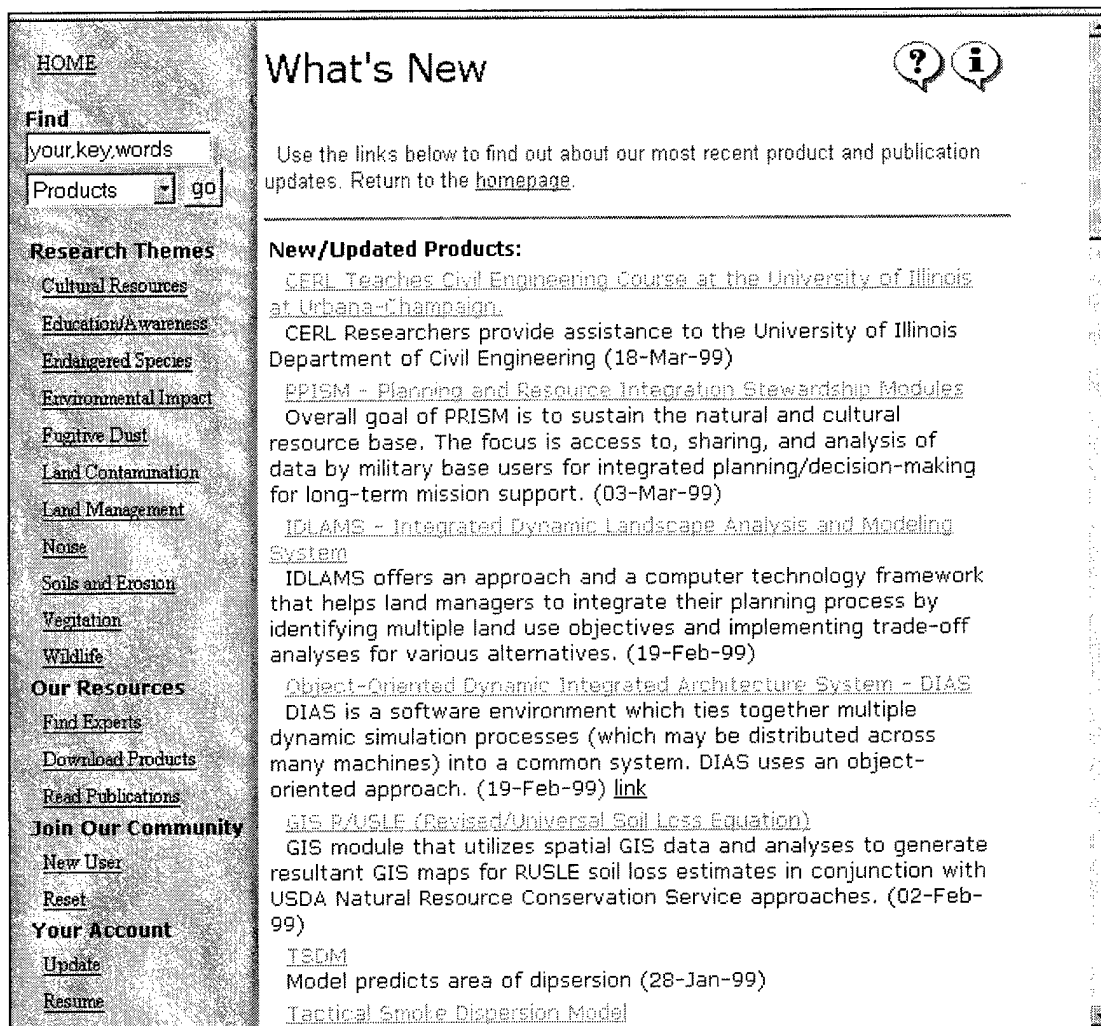 HOME
Find
your,key,words
Products go
Research Themes
Cultural Resources
Education/Awareness
Endangered Species
Environmental Impact
Fugitive Dust
Land Contamination
Land Management
Noise
Soils and Erosion
Vegitation
Wildlife
Our Resources
Find Experts
Download Products
Read Publications
Join Our Community
New User
Reset
Your Account
Update
Resume
What's New
? i
Use the links below to find out about our most recent product and publication
updates. Return to the homepage.
New/Updated Products:
CERL Teaches Civil Engineering Course at the University of Illinois
at Urbana-Champaign.
CERL Researchers provide assistance to the University of Illinois
Department of Civil Engineering (18-Mar-99)
PPISM - Planning and Resource Integration Stewardship Modules
Overall goal of PRISM is to sustain the natural and cultural
resource base. The focus is access to, sharing, and analysis of
data by military base users for integrated planning/decision-making
for long-term mission support. (03-Mar-99)
IDLAMS - Integrated Dynamic Landscape Analysis and Modeling
System
IDLAMS offers an approach and a computer technology framework
that helps land managers to integrate their planning process by
identifying multiple land use objectives and implementing trade-off
analyses for various alternatives. (19-Feb-99)
Object-Oriented Dynamic Integrated Architecture System - DIAS
DIAS is a software environment which ties together multiple
dynamic simulation processes (which may be distributed across
many machines) into a common system. DIAS uses an object-
oriented approach. (19-Feb-99) link
GIS R/USLE (Revised/Universal Soil Loss Equation)
GIS module that utilizes spatial GIS data and analyses to generate
resultant GIS maps for RUSLE soil loss estimates in conjunction with
USDA Natural Resource Conservation Service approaches. (02-Feb-
99)
TSDM
Model predicts area of dipsersion (28-Jan-99)
Tactical Smoke Dispersion Model